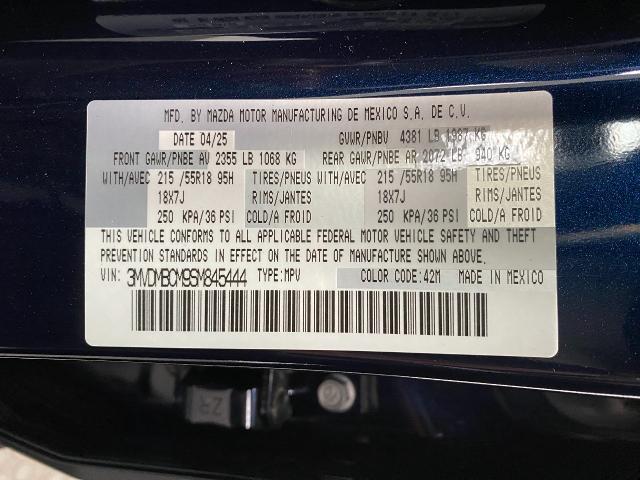 MFD. BY MAZDA MOTOR MANUFACTURING DE MEXICO S.A. DE C.V.
DATE 04/25 GVWR/PNBV 4381 LB 1987 KG
FRONT GAWR/PNBE AV 2355 LB 1068 KG REAR GAWR/PNBE AR 2072 LB 940 KG
WITH/AVEC 215 /55R18 95H TIRES/PNEUS WITH/AVEC 215 /55R18 95H TIRES/PNEUS
18X7J RIMS/JANTES 18X7J RIMS/JANTES
250 KPA/36 PSI COLD/A FROID 250 KPA/36 PSI COLD/A FROID
THIS VEHICLE CONFORMS TO ALL APPLICABLE FEDERAL MOTOR VEHICLE SAFETY AND THEFT
PREVENTION STANDARDS IN EFFECT ON THE DATE OF MANUFACTURE SHOWN ABOVE.
VIN: 3MVDMBCM9SM845444 TYPE:MPV COLOR CODE:42M MADE IN MEXICO
ZR